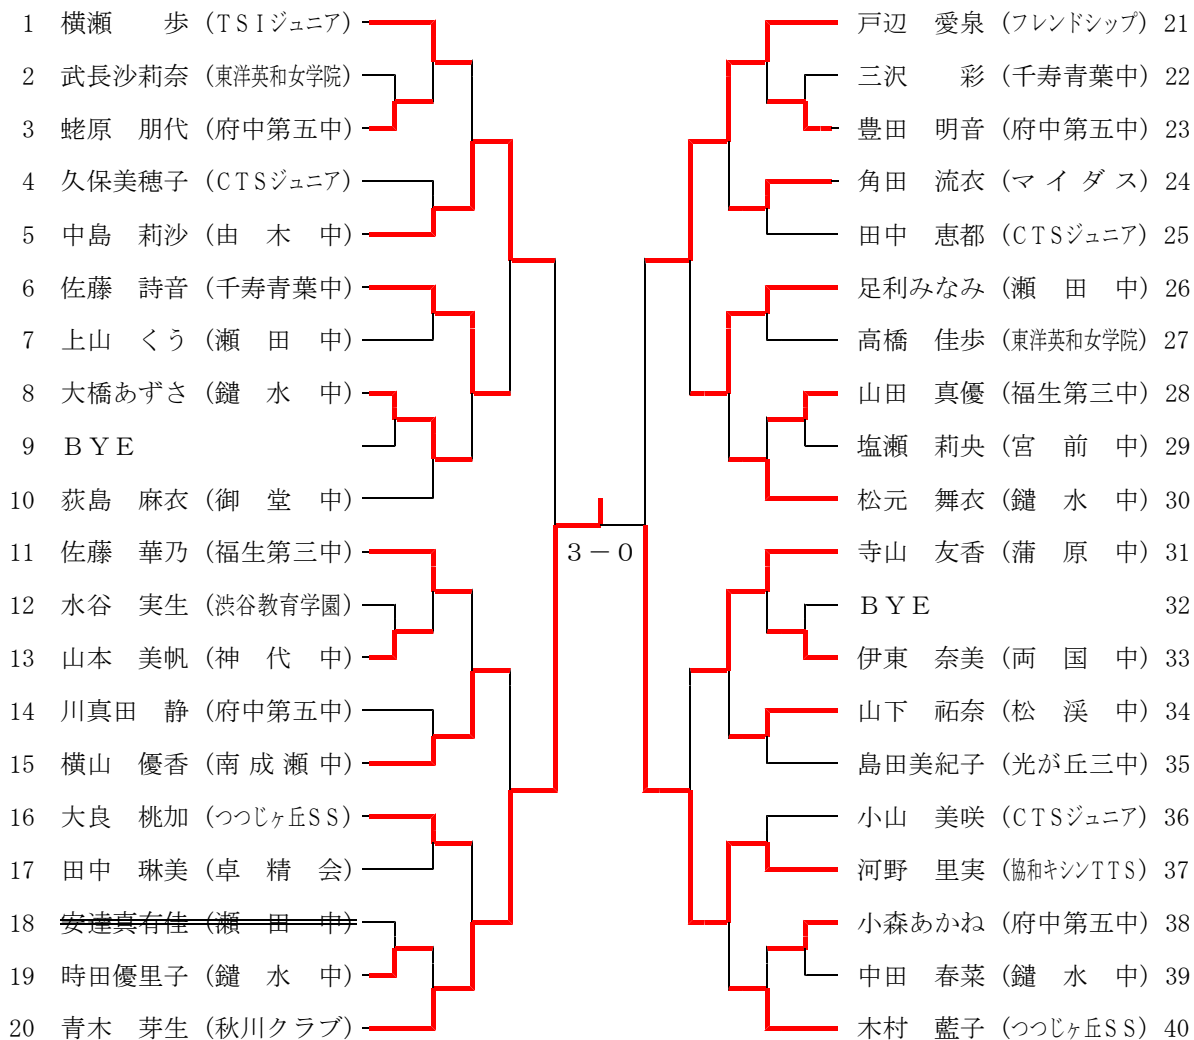 1 横瀬　歩 (ＴＳＩジュニア)
2 武長沙莉奈 (東洋英和女学院)
3 蛯原　朋代 (府中第五中)
4 久保美穂子 (ＣＴＳジュニア)
5 中島　莉沙 (由　木　中)
6 佐藤　詩音 (千寿青葉中)
7 上山　くう (瀬　田　中)
8 大橋あずさ (鑓　水　中)
9 ＢＹＥ
10 荻島　麻衣 (御　堂　中)
11 佐藤　華乃 (福生第三中)
12 水谷　実生 (渋谷教育学園)
13 山本　美帆 (神　代　中)
14 川真田　静 (府中第五中)
15 横山　優香 (南 成 瀬 中)
16 大良　桃加 (つつじヶ丘ＳＳ)
17 田中　琳美 (卓　精　会)
18 安達真有佳 (瀬　田　中)
19 時田優里子 (鑓　水　中)
20 青木　芽生 (秋川クラブ)
３－０
戸辺　愛泉 (フレンドシップ) 21
三沢　彩 (千寿青葉中) 22
豊田　明音 (府中第五中) 23
角田　流衣 (マ イ ダ ス) 24
田中　恵都 (ＣＴＳジュニア) 25
足利みなみ (瀬　田　中) 26
高橋　佳歩 (東洋英和女学院) 27
山田　真優 (福生第三中) 28
塩瀬　莉央 (宮　前　中) 29
松元　舞衣 (鑓　水　中) 30
寺山　友香 (蒲　原　中) 31
ＢＹＥ 32
伊東　奈美 (両　国　中) 33
山下　祐奈 (松　渓　中) 34
島田美紀子 (光が丘三中) 35
小山　美咲 (ＣＴＳジュニア) 36
河野　里実 (協和キシンＴＴＳ) 37
小森あかね (府中第五中) 38
中田　春菜 (鑓　水　中) 39
木村　藍子 (つつじヶ丘ＳＳ) 40